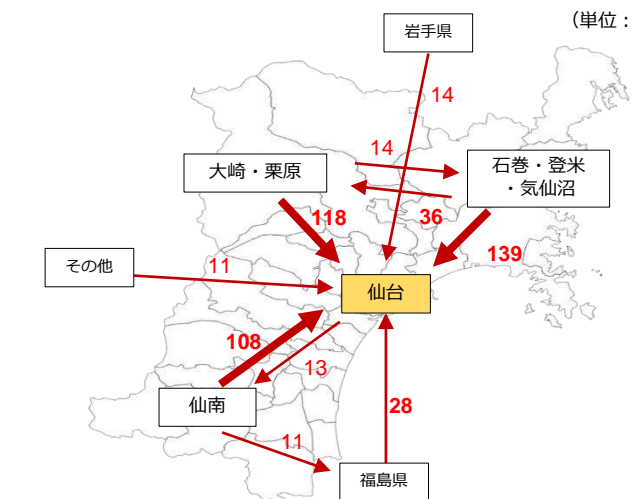 （単位：
岩手県
14
14
大崎・栗原
石巻・登米
・気仙沼
118
36
139
その他
11
仙台
108
13
仙南
28
11
福島県